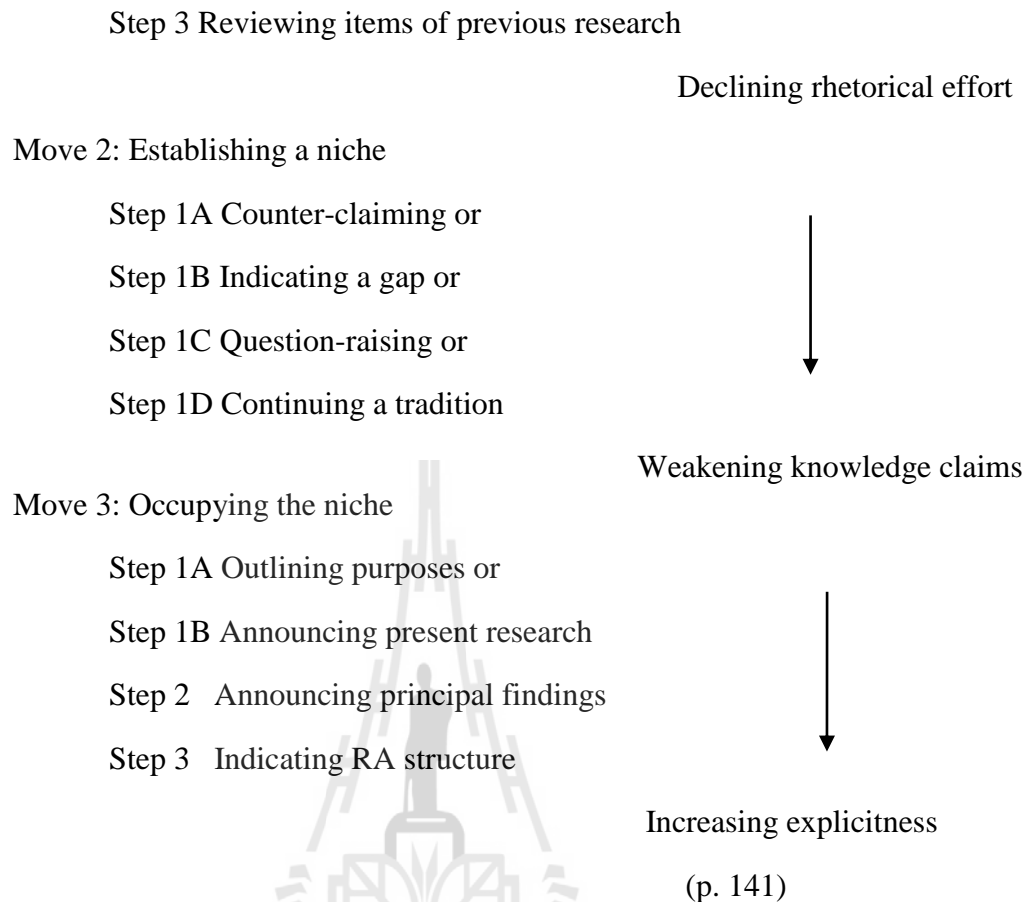 Step 3 Reviewing items of previous research
Declining rhetorical effort
Move 2: Establishing a niche
Step 1A Counter-claiming or
Step 1B Indicating a gap or
Step 1C Question-raising or
Step 1D Continuing a tradition
Weakening knowledge claims
Move 3: Occupying the niche
Step 1A Outlining purposes or
Step 1B Announcing present research
Step 2 Announcing principal findings
Step 3 Indicating RA structure
Increasing explicitness
(p. 141)